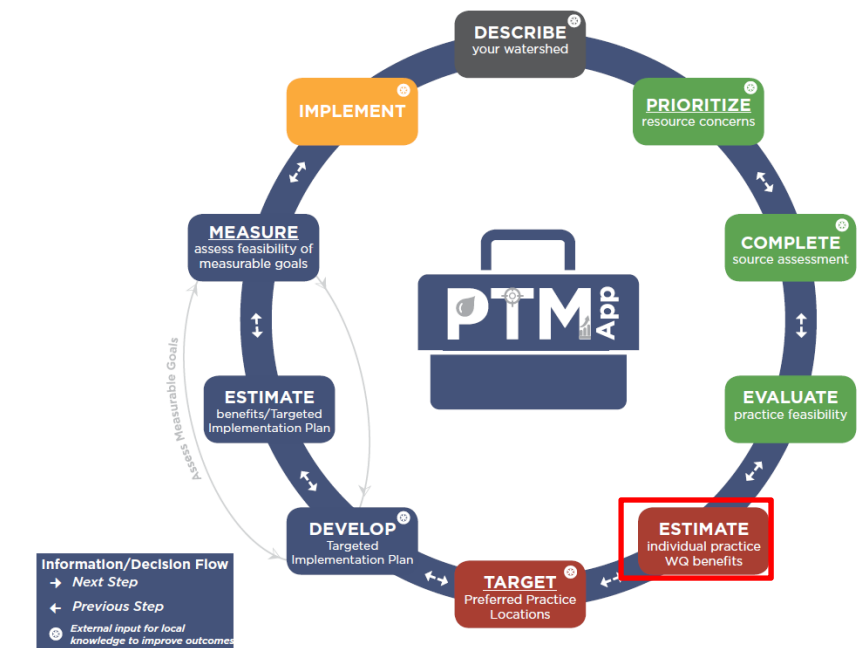 DESCRIBE
your watershed
PRIORITIZE
resource concerns
COMPLETE
source assessment
EVALUATE
practice feasibility
ESTIMATE
individual practice
WQ benefits
TARGET
Preferred Practice
Locations
DEVELOP
Targeted
Implementation Plan
ESTIMATE
benefits/Targeted
Implementation Plan
MEASURE
assess feasibility of
measurable goals
IMPLEMENT
Assess Measurable Goals
PTM App
Information/Decision Flow
Next Step
Previous Step
External input for local
knowledge to improve outcomes